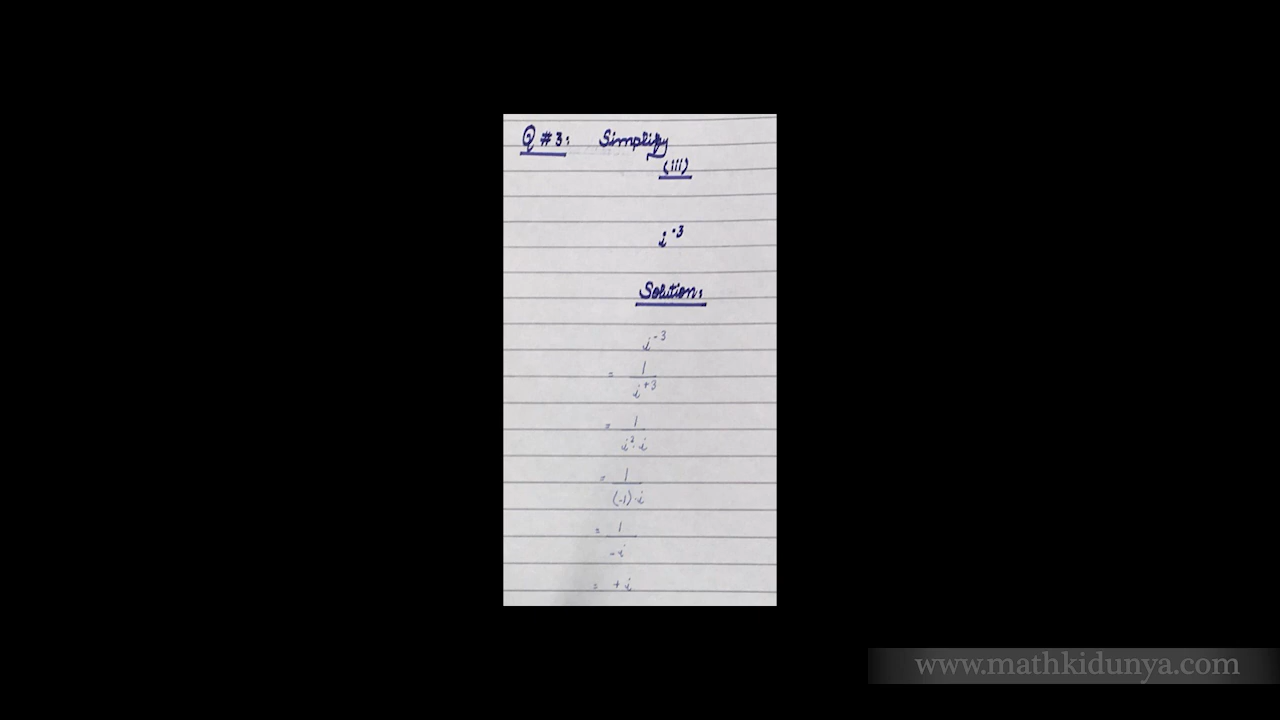 Q # 3: Simplify
(iii)
i⁻³
Solution:
i⁻³
= 1/i⁺³
= 1/i²·i
= 1/(-1)·i
= 1/-i
= +i
www.mathkidunya.com